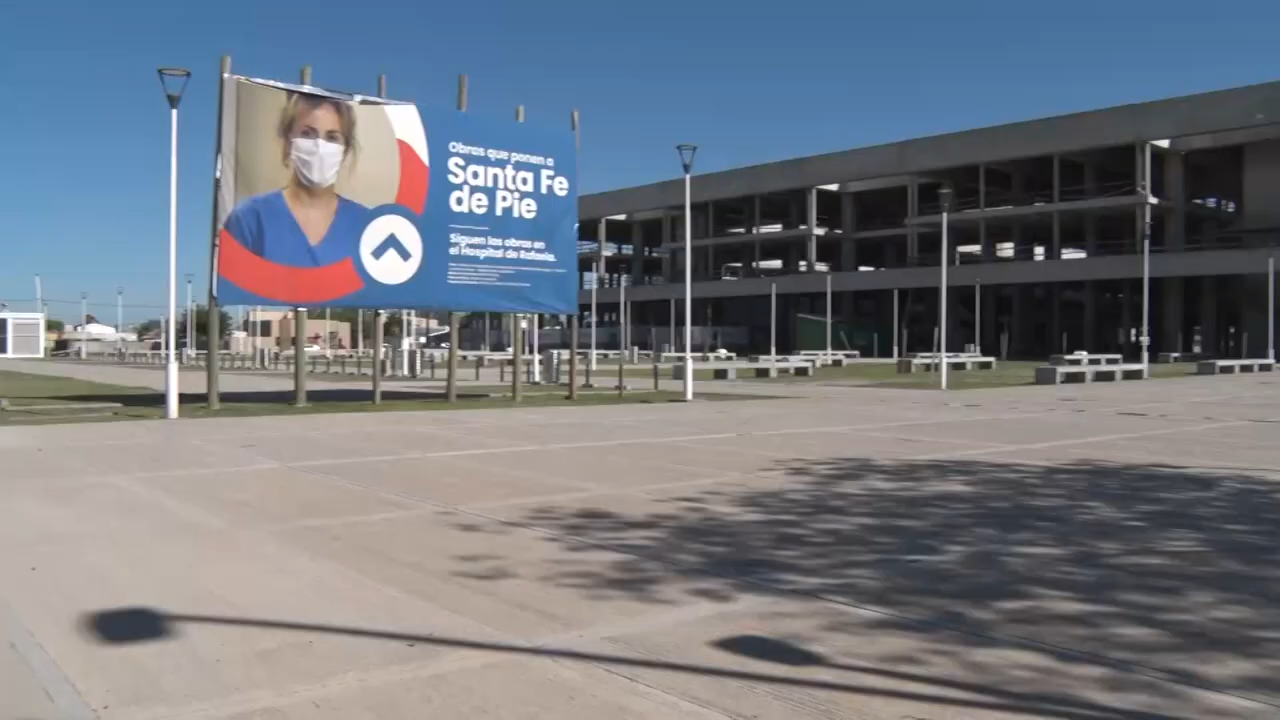 Obras que ponen a
Santa Fe
de Pie
Siguen las obras en
el Hospital de Rafaela.